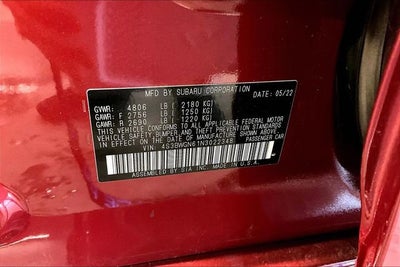 MFD BY SUBARU CORPORATION DATE 05/22
GVWR: 4806 LB ( 2180 KG)
GAWR: F 2756 LB ( 1250 KG)
GAWR: R 2690 LB ( 1220 KG)
THIS VEHICLE CONFORMS TO ALL APPLICABLE FEDERAL MOTOR
VEHICLE SAFETY, BUMPER AND THEFT PREVENTION STANDARDS
IN EFFECT ON THE DATE OF MANUFACTURE SHOWN ABOVE.
VIN 4S3BWGN61N3022348 PASSENGER CAR
ASSEMBLED BY SIA IN U.S.A.